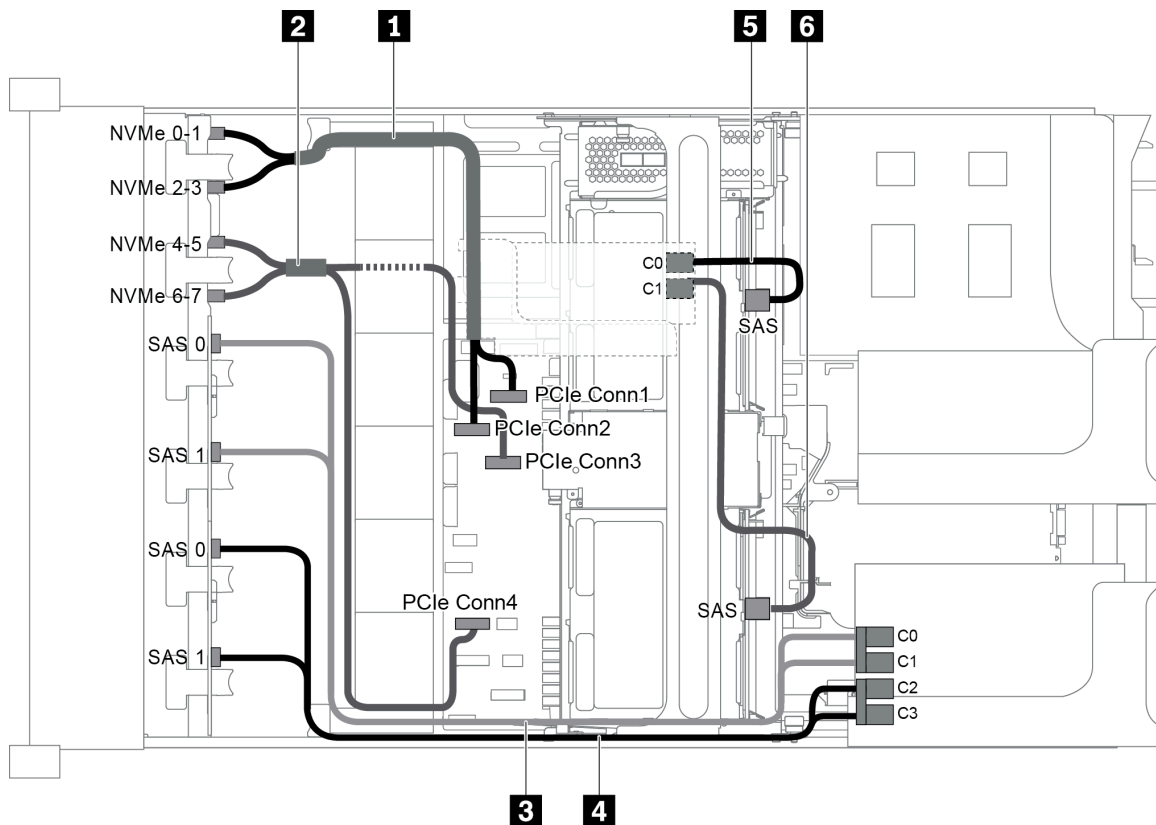 2
1
5
6
NVMe 0-1
NVMe 2-3
NVMe 4-5
NVMe 6-7
C0
C1
SAS
SAS 0
PCIe Conn1
PCIe Conn2
SAS 1
PCIe Conn3
SAS 0
PCIe Conn4
SAS
SAS 1
C0
C1
C2
C3
3
4